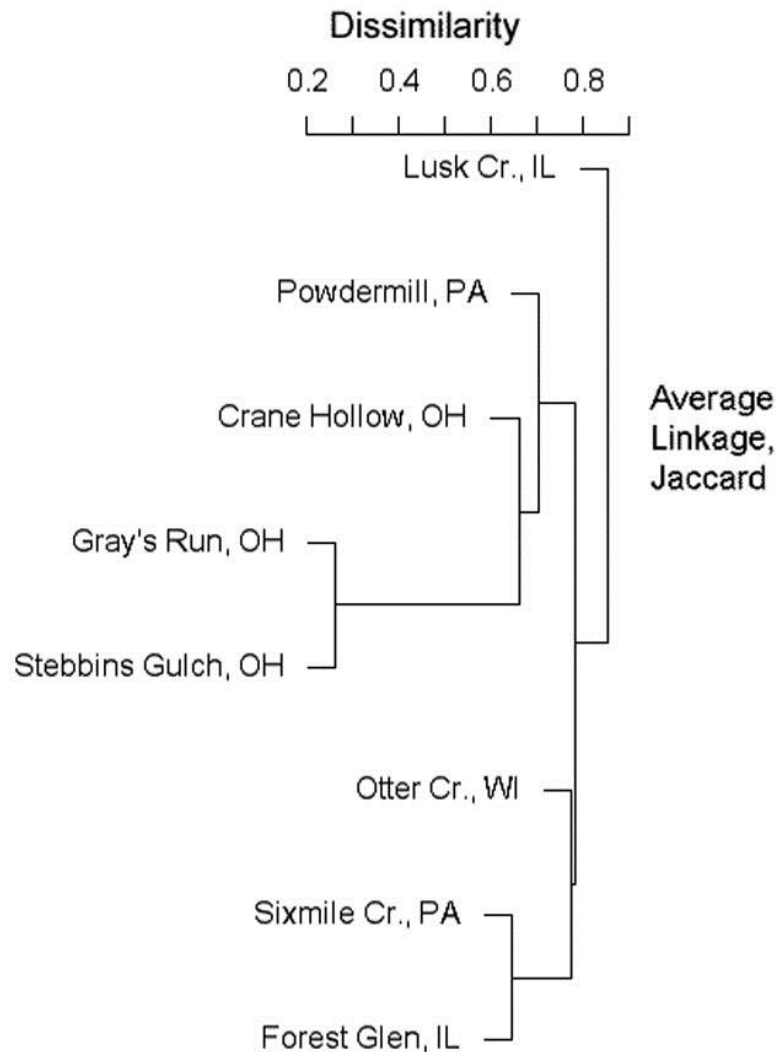 Dissimilarity
0.2 0.4 0.6 0.8
Lusk Cr., IL
Powdermill, PA
Crane Hollow, OH
Average
Linkage,
Jaccard
Gray's Run, OH
Stebbins Gulch, OH
Otter Cr., WI
Sixmile Cr., PA
Forest Glen, IL